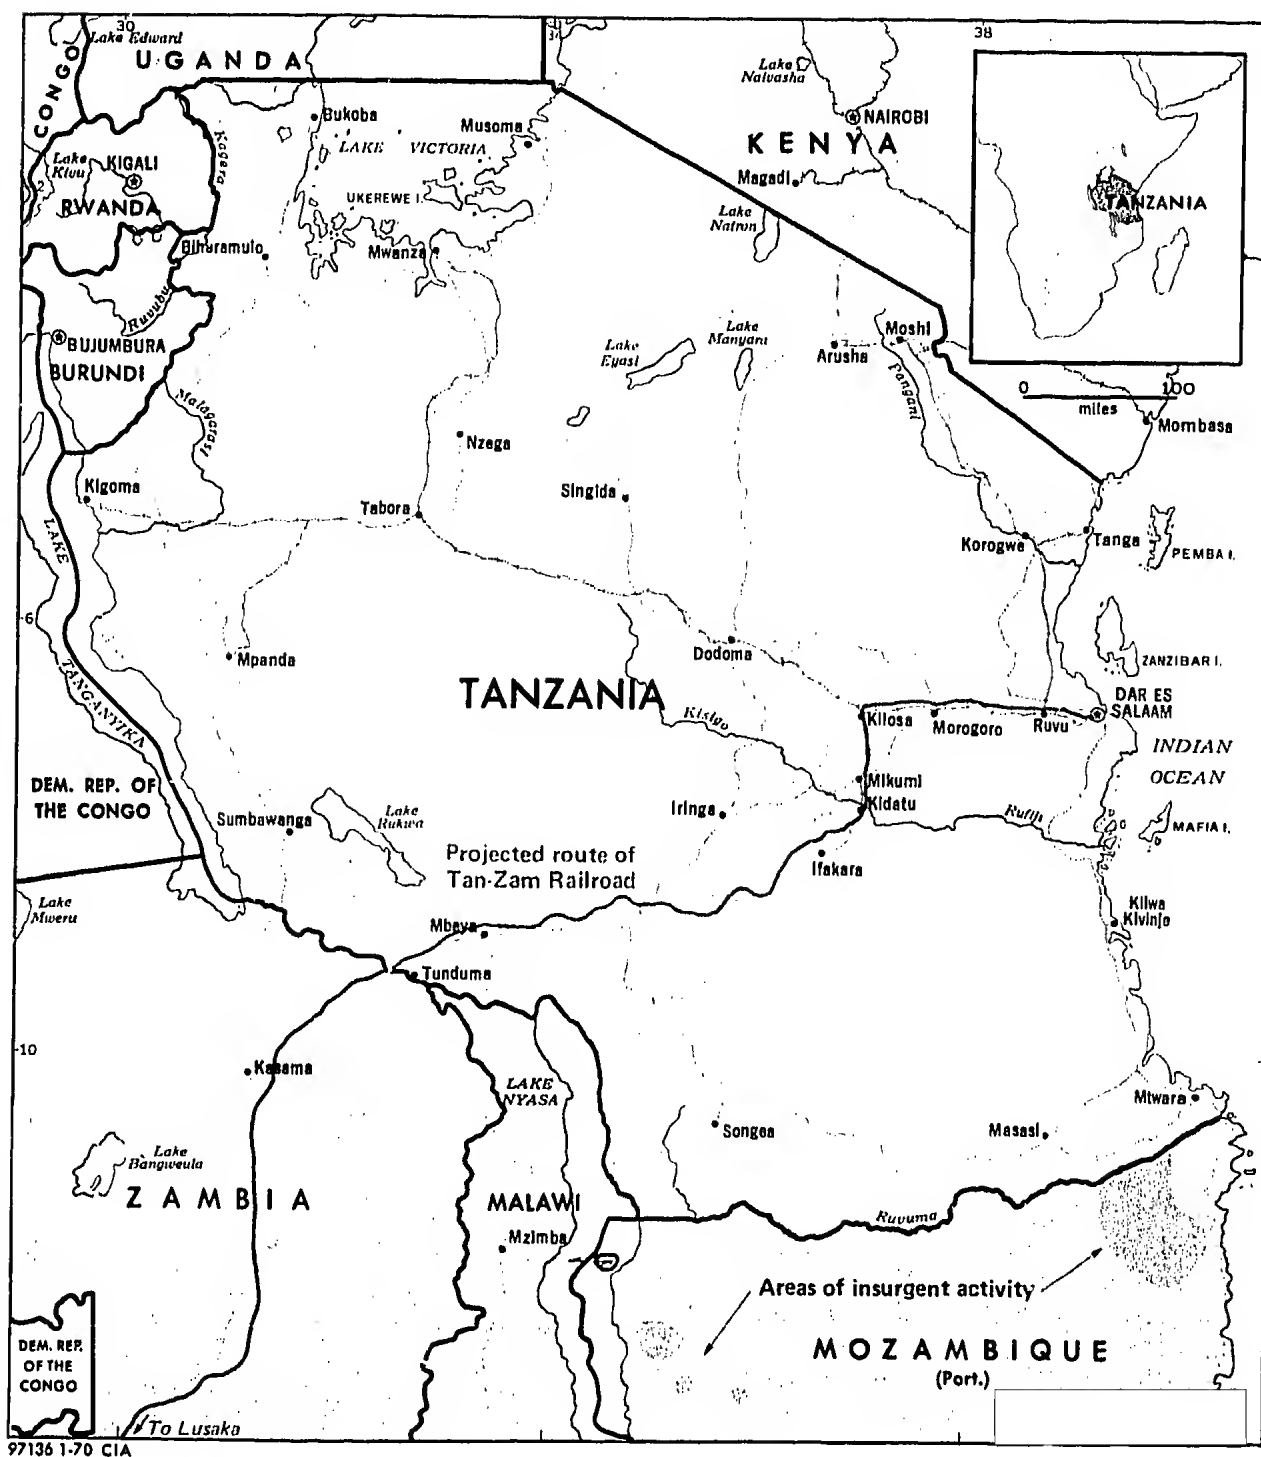 30
38
Lake Edward
UGANDA
CONGO
Lake
Naivasha
NAIROBI
KENYA
Bukoba
Musoma
LAKE VICTORIA
Kagera
Lake
Kivu
KIGALI
RWANDA
UKEREWE I.
Magadi
Lake
Natron
TANZANIA
Biharamulo
Mwanza
Ruvubu
BUJUMBURA
BURUNDI
Lake
Eyasi
Lake
Manyara
Arusha
Moshi
Pangani
0 100
miles
Mombasa
Malagarasi
Nzega
Kigoma
Tabora
Singida
LAKE
TANGANYIKA
Korogwe
Tanga
PEMBA I.
6
Mpanda
Dodoma
ZANZIBAR I.
TANZANIA
Kisigo
Kilosa
Morogoro
Ruvu
DAR ES
SALAAM
INDIAN
OCEAN
DEM. REP. OF
THE CONGO
Mikumi
Kidatu
Sumbawanga
Lake
Rukwa
Iringa
Rufiji
MAFIA I.
Projected route of
Tan-Zam Railroad
Ifakara
Lake
Mweru
Mbeya
Kilwa
Kivinje
Tunduma
10
Kasama
LAKE
NYASA
Mtwara
Songea
Masasi
Lake
Bangweula
ZAMBIA
MALAWI
Mzimba
Ruvuma
Areas of insurgent activity
MOZAMBIQUE
(Port.)
DEM. REP.
OF THE
CONGO
To Lusaka
97136 1-70 CIA